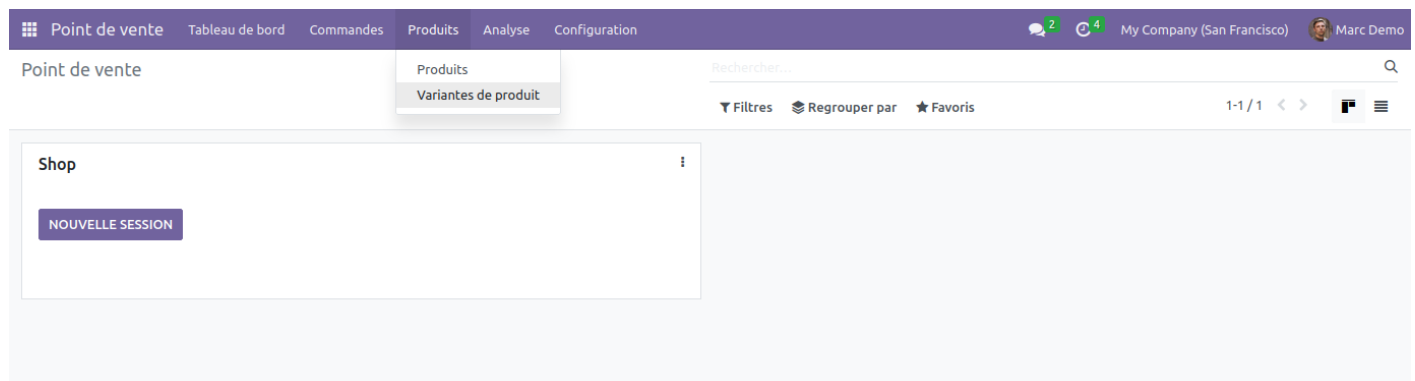 Point de vente Tableau de bord Commandes Produits Analyse Configuration 2 4 My Company (San Francisco) Marc Demo
Point de vente
Produits
Variantes de produit
Rechercher...
Filtres Regrouper par Favoris 1-1 / 1
Shop
NOUVELLE SESSION